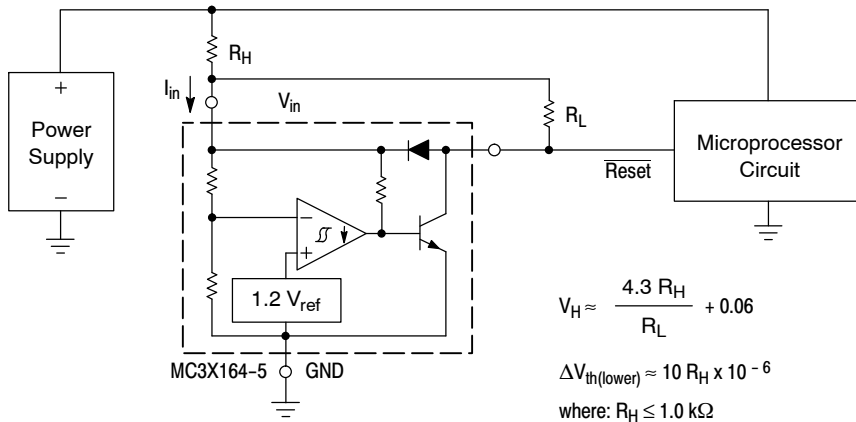 R_H
+
Power
Supply
−
I_in
V_in
R_L
Reset
Microprocessor
Circuit
−
+
1.2 V_ref
MC3X164-5
GND
V_H ≈ 4.3 R_H / R_L + 0.06
ΔV_th(lower) ≈ 10 R_H x 10⁻⁶
where: R_H ≤ 1.0 kΩ